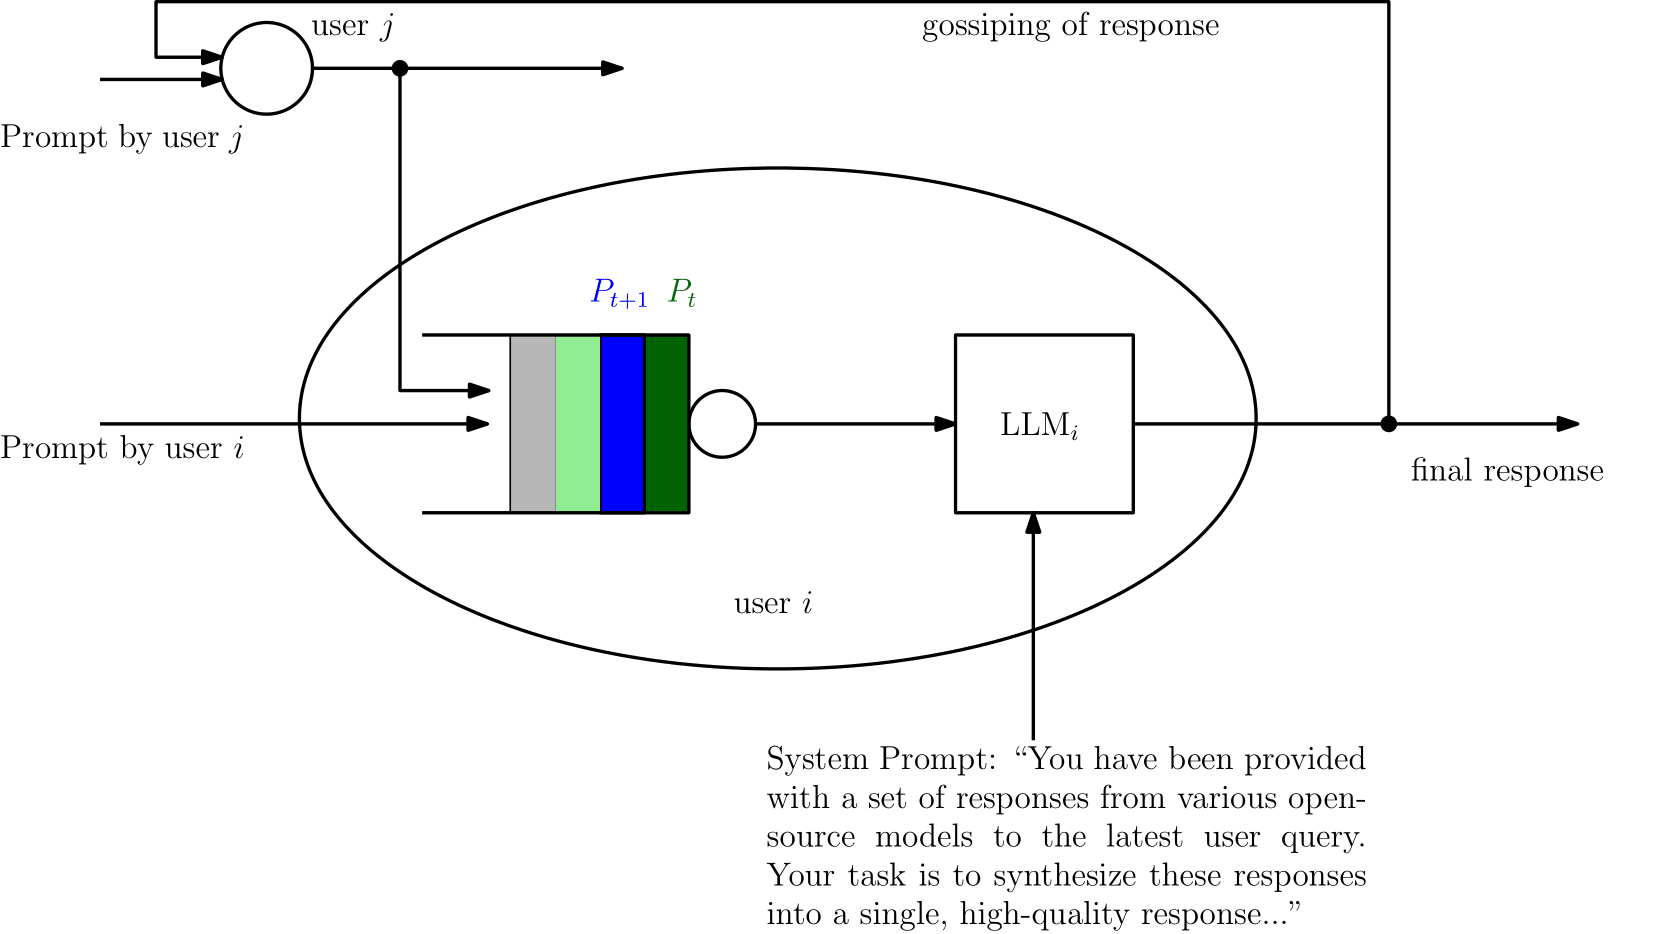 user j
gossiping of response
Prompt by user j
P_{t+1} P_t
LLM_i
Prompt by user i
final response
user i
System Prompt: “You have been provided
with a set of responses from various open-
source models to the latest user query.
Your task is to synthesize these responses
into a single, high-quality response...”